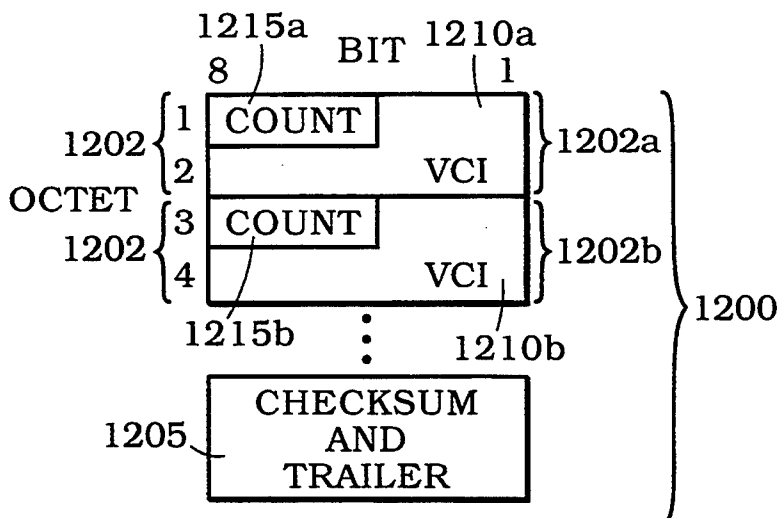 1215a BIT 1210a
8 1
1202 1 COUNT 1202a
2 VCI
OCTET
1202 3 COUNT 1202b
4 VCI
1200
1215b 1210b
1205 CHECKSUM
AND
TRAILER